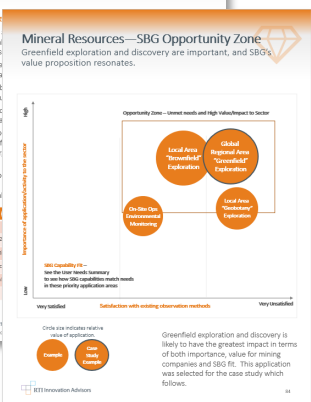 Mineral Resources—SBG Opportunity Zone
Greenfield exploration and discovery are important, and SBG's
value proposition resonates.
High
Opportunity Zone – Unmet needs and High Value/Impact to Sector
Importance of application/activity to the sector
Local Area
"Brownfield"
Exploration
Global
Regional Area
"Greenfield"
Exploration
On-Site Ops
Environmental
Monitoring
Local Area
"Geobotany"
Exploration
SBG Capability Fit –
See the User Needs Summary
to see how SBG capabilities match needs
in these priority application areas
Low
Very Satisfied
Satisfaction with existing observation methods
Very Unsatisfied
Circle size indicates relative
value of application.
Example
Case
Study
Example
Greenfield exploration and discovery is
likely to have the greatest impact in terms
of both importance, value for mining
companies and SBG fit. This application
was selected for the case study which
follows.
RTI Innovation Advisors